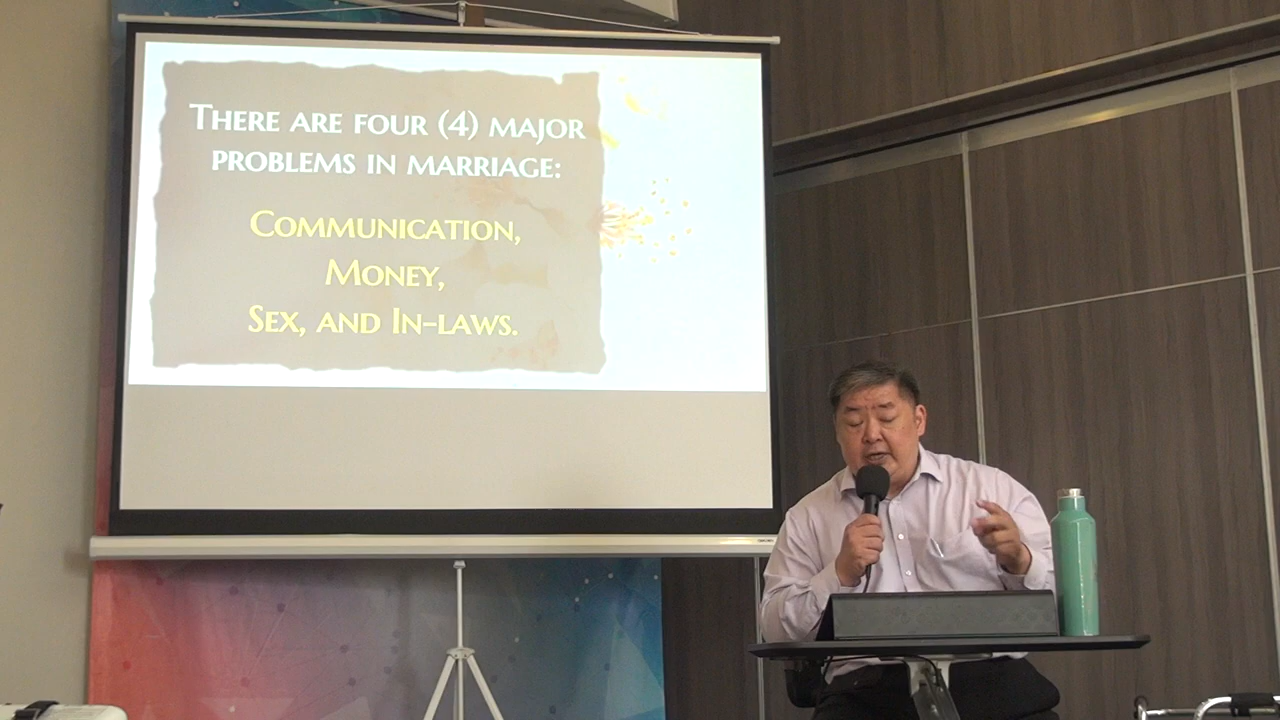 There are four (4) major
problems in marriage:
Communication,
Money,
Sex, and In-laws.